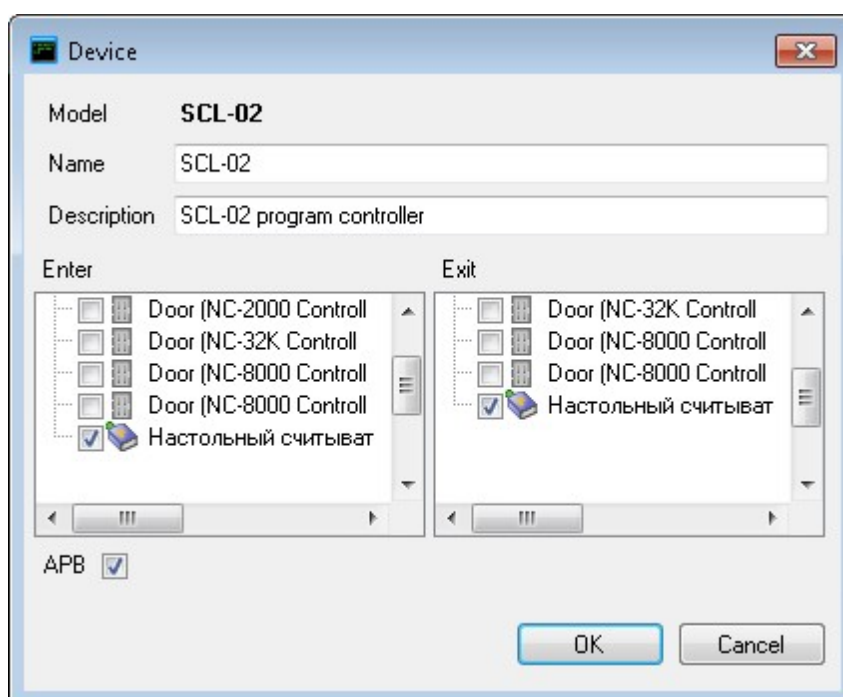 Device
Model SCL-02
Name SCL-02
Description SCL-02 program controller
Enter Exit
Door (NC-2000 Controll
Door (NC-32K Controll
Door (NC-8000 Controll
Door (NC-8000 Controll
Настольный считыват
Door (NC-32K Controll
Door (NC-8000 Controll
Door (NC-8000 Controll
Настольный считыват
APB
OK Cancel